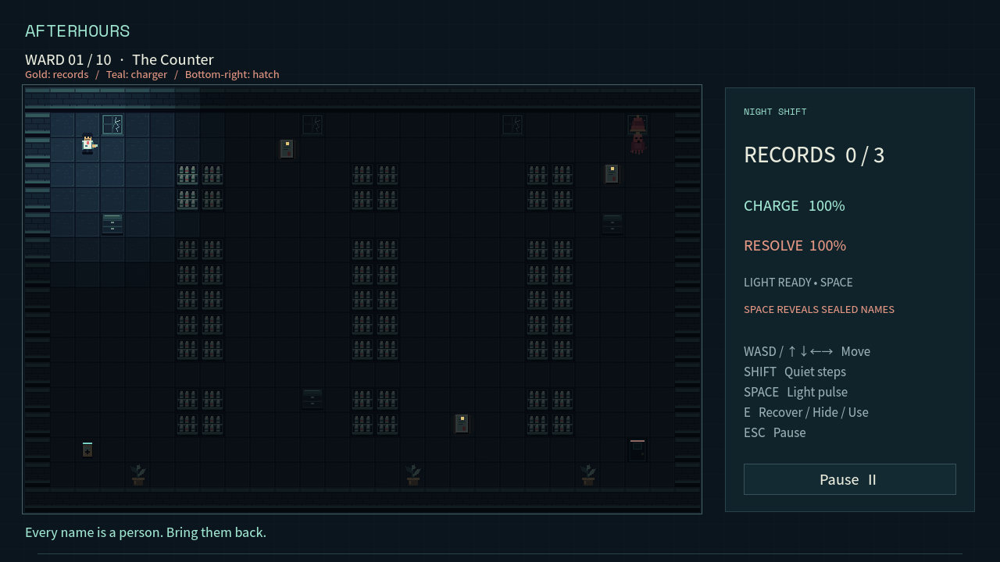 AFTERHOURS
WARD 01 / 10 · The Counter
Gold: records / Teal: charger / Bottom-right: hatch
NIGHT SHIFT
RECORDS 0 / 3
CHARGE 100%
RESOLVE 100%
LIGHT READY • SPACE
SPACE REVEALS SEALED NAMES
WASD / ↑↓←→ Move
SHIFT Quiet steps
SPACE Light pulse
E Recover / Hide / Use
ESC Pause
Pause II
Every name is a person. Bring them back.